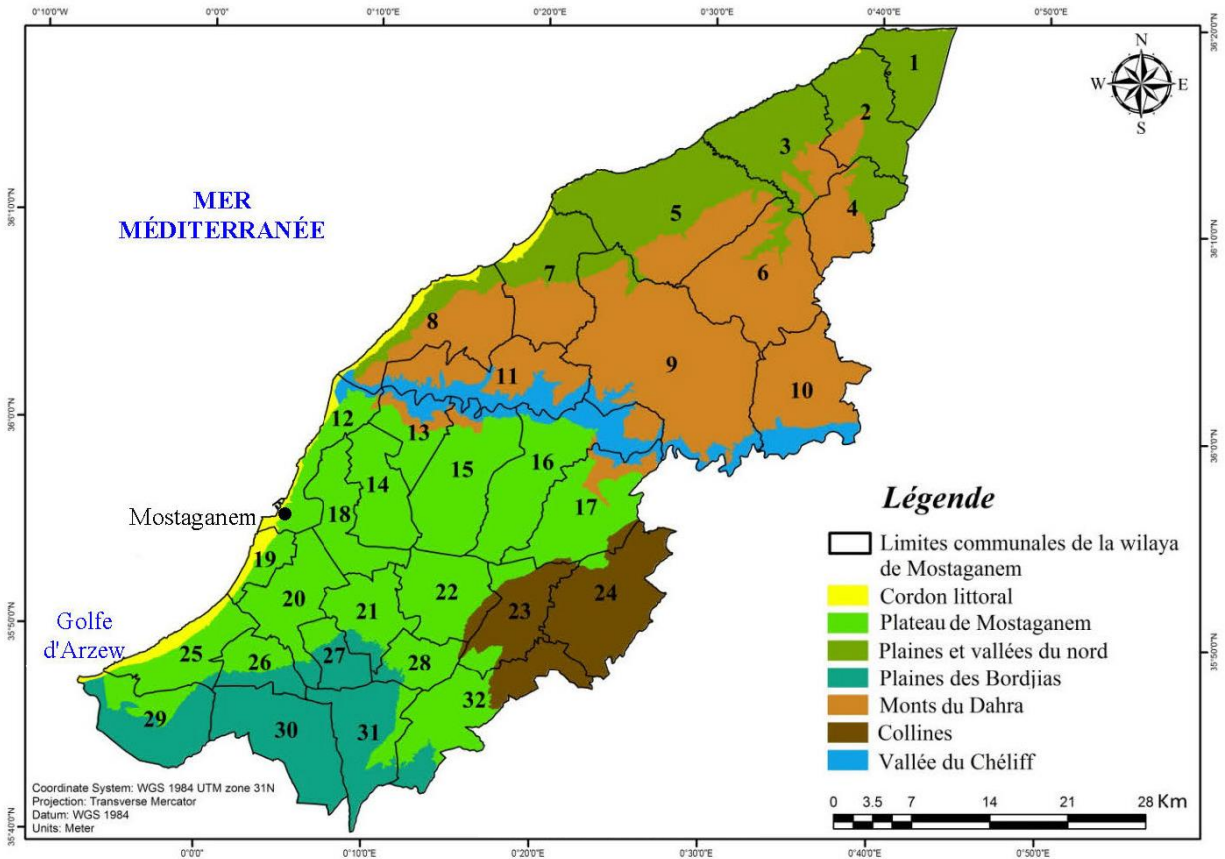 0°10'0"W
0°0'0"
0°10'0"E
0°20'0"E
0°30'0"E
0°40'0"E
0°50'0"E
36°20'0"N
36°20'0"N
N
W
E
S
1
2
3
MER
MÉDITERRANÉE
36°10'0"N
36°10'0"N
4
5
6
7
8
9
10
11
36°0'0"N
36°0'0"N
12
13
14
15
16
17
18
Mostaganem
19
20
21
22
23
24
Golfe
d'Arzew
35°50'0"N
35°50'0"N
25
26
27
28
29
30
31
32
Légende
Limites communales de la wilaya
de Mostaganem
Cordon littoral
Plateau de Mostaganem
Plaines et vallées du nord
Plaines des Bordjias
Monts du Dahra
Collines
Vallée du Chéliff
0 3.5 7 14 21 28 Km
Coordinate System: WGS 1984 UTM zone 31N
Projection: Transverse Mercator
Datum: WGS 1984
Units: Meter
35°40'0"N
0°0'0"
0°10'0"E
0°20'0"E
0°30'0"E
0°40'0"E
0°50'0"E